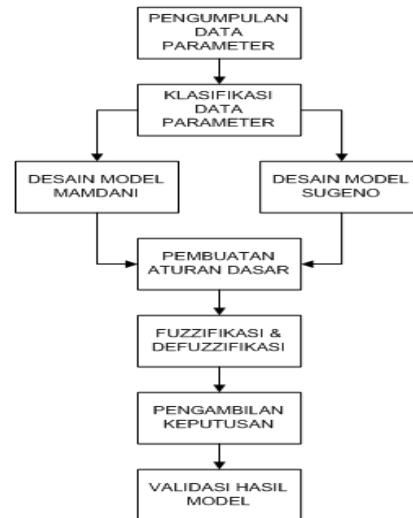 PENGUMPULAN
DATA
PARAMETER
KLASIFIKASI
DATA
PARAMETER
DESAIN MODEL
MAMDANI
DESAIN MODEL
SUGENO
PEMBUATAN
ATURAN DASAR
FUZZIFIKASI &
DEFUZZIFIKASI
PENGAMBILAN
KEPUTUSAN
VALIDASI HASIL
MODEL